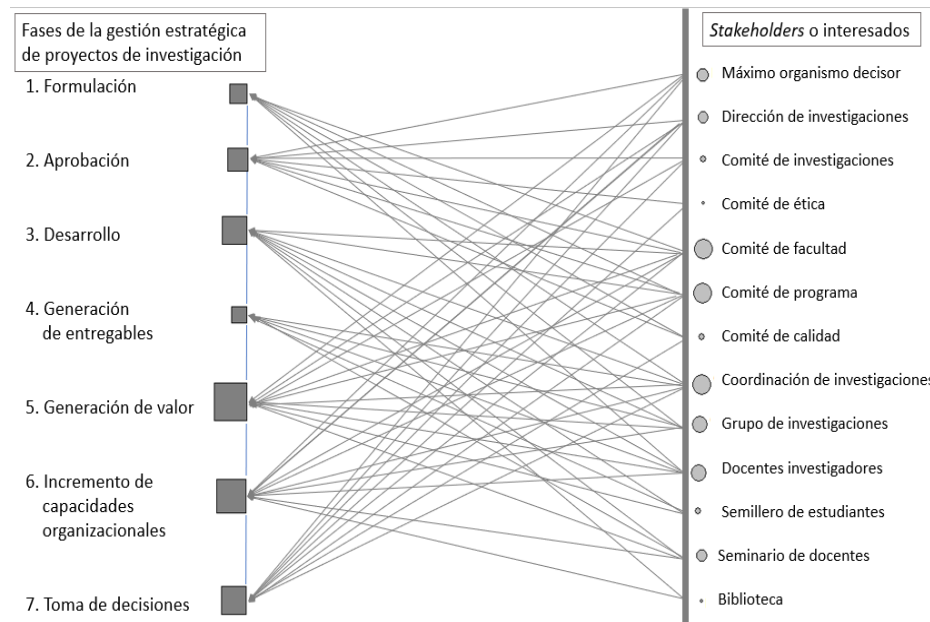 Fases de la gestión estratégica
de proyectos de investigación
1. Formulación
2. Aprobación
3. Desarrollo
4. Generación
de entregables
5. Generación de valor
6. Incremento de
capacidades
organizacionales
7. Toma de decisiones
Stakeholders o interesados
Máximo organismo decisor
Dirección de investigaciones
Comité de investigaciones
Comité de ética
Comité de facultad
Comité de programa
Comité de calidad
Coordinación de investigaciones
Grupo de investigaciones
Docentes investigadores
Semillero de estudiantes
Seminario de docentes
Biblioteca